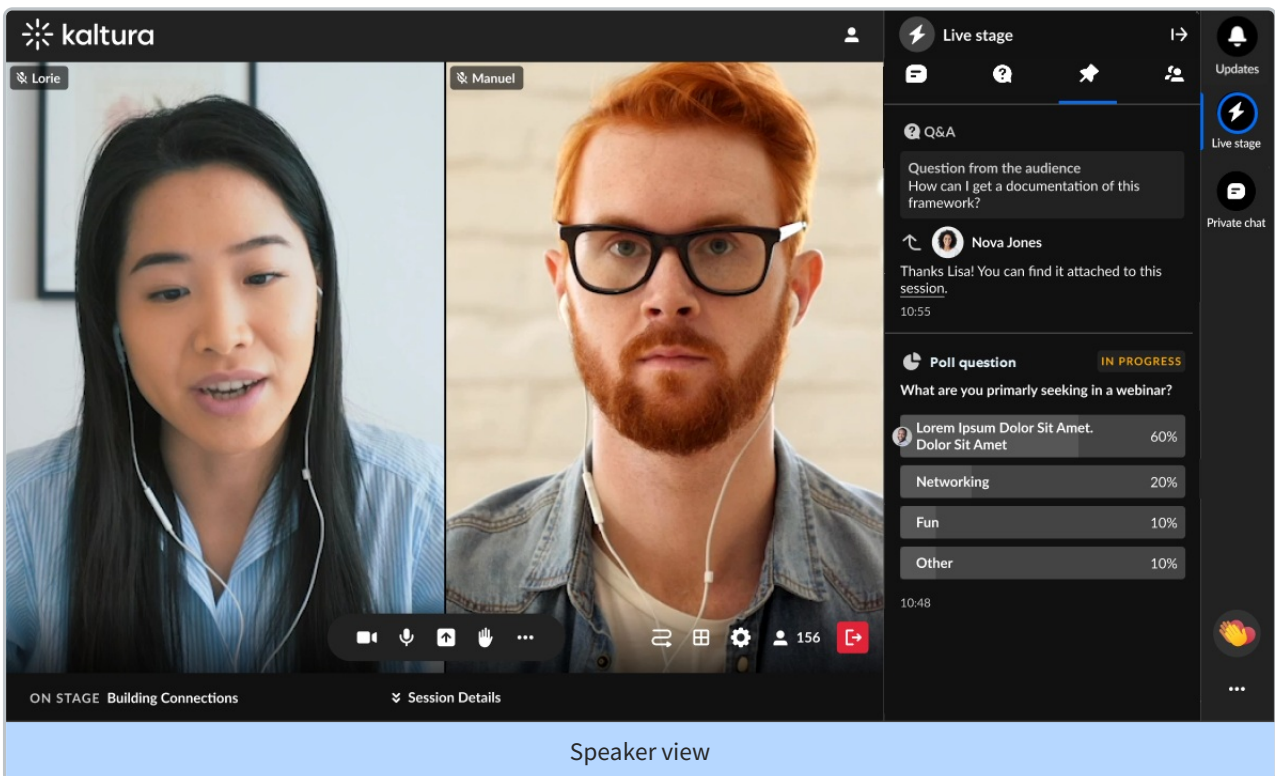 kaltura
Lorie
Manuel
156
ON STAGE Building Connections
Session Details
Live stage
Q&A
Question from the audience
How can I get a documentation of this
framework?
Nova Jones
Thanks Lisa! You can find it attached to this
session.
10:55
Poll question
IN PROGRESS
What are you primarly seeking in a webinar?
Lorem Ipsum Dolor Sit Amet.
Dolor Sit Amet
60%
Networking
20%
Fun
10%
Other
10%
10:48
Updates
Live stage
Private chat
Speaker view